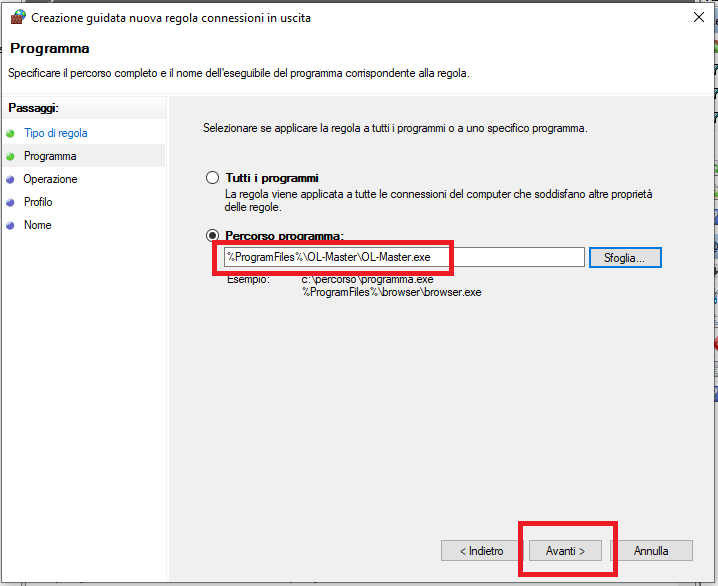 Creazione guidata nuova regola connessioni in uscita
Programma
Specificare il percorso completo e il nome dell'eseguibile del programma corrispondente alla regola.
Passaggi:
Tipo di regola
Programma
Operazione
Profilo
Nome
Selezionare se applicare la regola a tutti i programmi o a uno specifico programma.
Tutti i programmi
La regola viene applicata a tutte le connessioni del computer che soddisfano altre proprietà
delle regole.
Percorso programma:
%ProgramFiles%\OL-Master\OL-Master.exe
Sfoglia...
Esempio:
c:\percorso\programma.exe
%ProgramFiles%\browser\browser.exe
< Indietro
Avanti >
Annulla